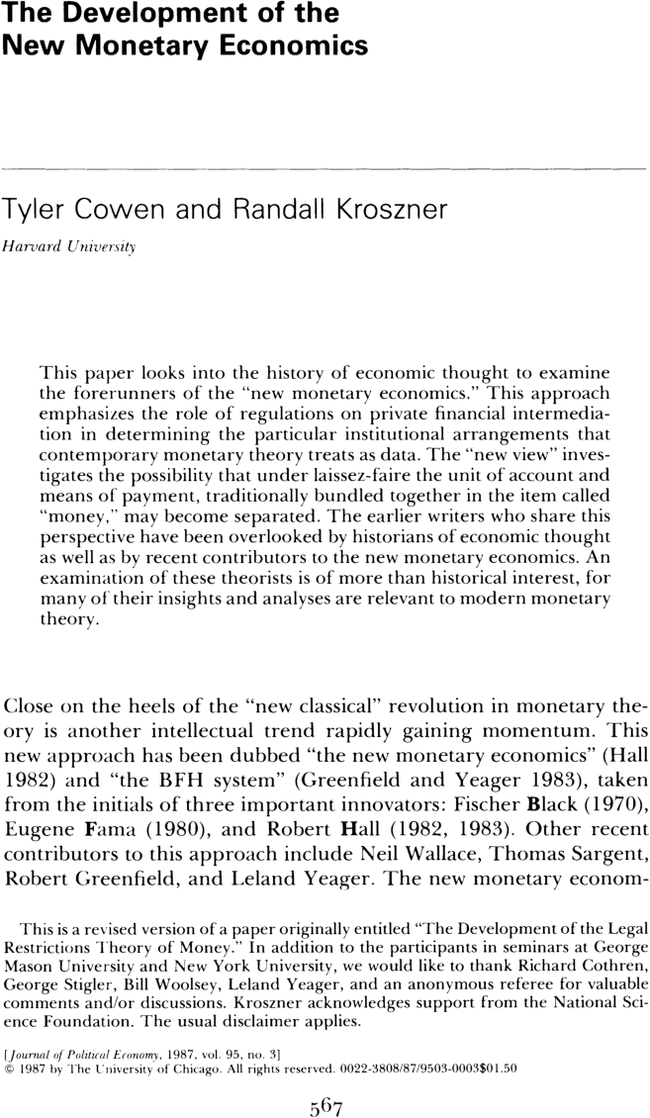 The Development of the
New Monetary Economics
Tyler Cowen and Randall Kroszner
Harvard University
This paper looks into the history of economic thought to examine
the forerunners of the “new monetary economics.” This approach
emphasizes the role of regulations on private financial intermedia-
tion in determining the particular institutional arrangements that
contemporary monetary theory treats as data. The “new view” inves-
tigates the possibility that under laissez-faire the unit of account and
means of payment, traditionally bundled together in the item called
“money,” may become separated. The earlier writers who share this
perspective have been overlooked by historians of economic thought
as well as by recent contributors to the new monetary economics. An
examination of these theorists is of more than historical interest, for
many of their insights and analyses are relevant to modern monetary
theory.
Close on the heels of the “new classical” revolution in monetary the-
ory is another intellectual trend rapidly gaining momentum. This
new approach has been dubbed “the new monetary economics” (Hall
1982) and “the BFH system” (Greenfield and Yeager 1983), taken
from the initials of three important innovators: Fischer Black (1970),
Eugene Fama (1980), and Robert Hall (1982, 1983). Other recent
contributors to this approach include Neil Wallace, Thomas Sargent,
Robert Greenfield, and Leland Yeager. The new monetary econom-
This is a revised version of a paper originally entitled “The Development of the Legal
Restrictions Theory of Money.” In addition to the participants in seminars at George
Mason University and New York University, we would like to thank Richard Cothren,
George Stigler, Bill Woolsey, Leland Yeager, and an anonymous referee for valuable
comments and/or discussions. Kroszner acknowledges support from the National Sci-
ence Foundation. The usual disclaimer applies.
[Journal of Political Economy, 1987, vol. 95, no. 3]
© 1987 by The University of Chicago. All rights reserved. 0022-3808/87/9503-0003$01.50
567